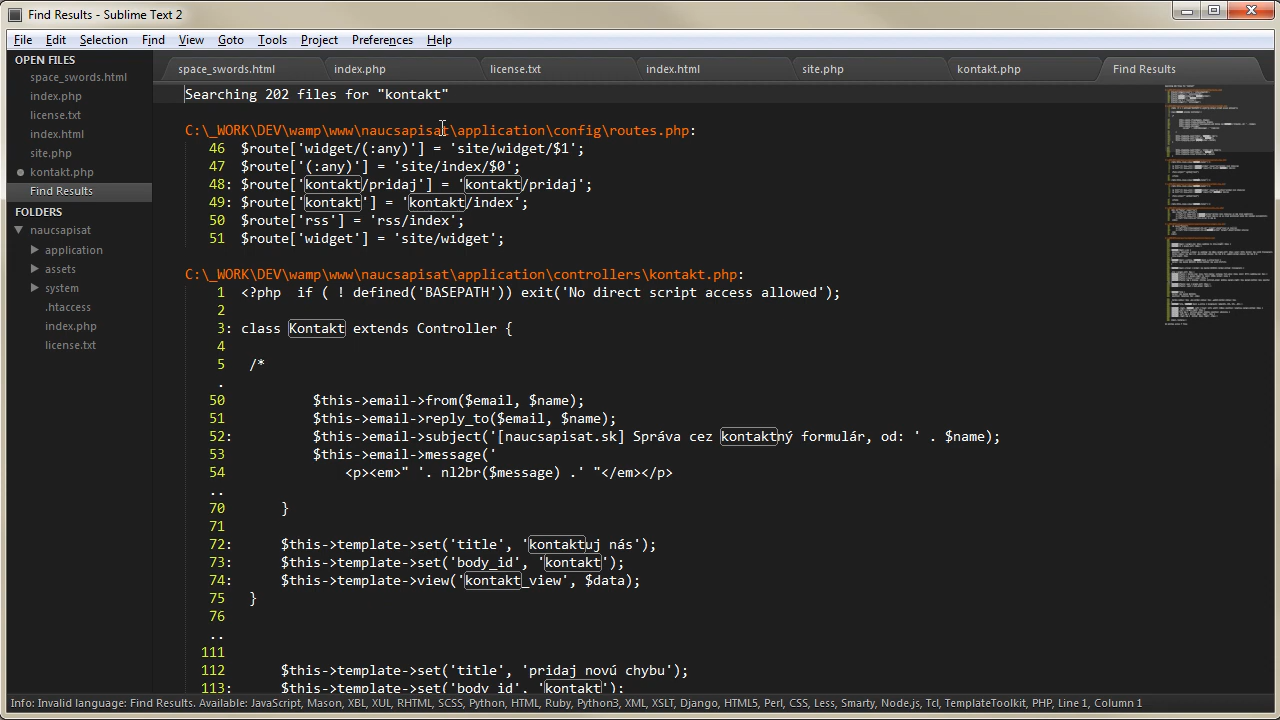 Find Results - Sublime Text 2
File Edit Selection Find View Goto Tools Project Preferences Help
OPEN FILES
space_swords.html
index.php
license.txt
index.html
site.php
kontakt.php
Find Results
FOLDERS
naucsapisat
application
assets
system
.htaccess
index.php
license.txt
space_swords.html index.php license.txt index.html site.php kontakt.php Find Results
Searching 202 files for "kontakt"
C:\_WORK\DEV\wamp\www\naucsapisat\application\config\routes.php:
46 $route['widget/(:any)'] = 'site/widget/$1';
47 $route['(:any)'] = 'site/index/$1';
48: $route['kontakt/pridaj'] = 'kontakt/pridaj';
49: $route['kontakt'] = 'kontakt/index';
50 $route['rss'] = 'rss/index';
51 $route['widget'] = 'site/widget';
C:\_WORK\DEV\wamp\www\naucsapisat\application\controllers\kontakt.php:
1 <?php if ( ! defined('BASEPATH')) exit('No direct script access allowed');
2
3: class Kontakt extends Controller {
4
5 /*
.
50 $this->email->from($email, $name);
51 $this->email->reply_to($email, $name);
52: $this->email->subject('[naucsapisat.sk] Správa cez kontaktný formulár, od: ' . $name);
53 $this->email->message('
54 <p><em>" '. nl2br($message) .' "</em></p>
..
70 }
71
72: $this->template->set('title', 'kontaktuj nás');
73: $this->template->set('body_id', 'kontakt');
74: $this->template->view('kontakt_view', $data);
75 }
76
..
111
112 $this->template->set('title', 'pridaj novú chybu');
113: $this->template->set('body_id', 'kontakt');
Info: Invalid language: Find Results. Available: JavaScript, Mason, XBL, XUL, RHTML, SCSS, Python, HTML, Ruby, Python3, XML, XSLT, Django, HTML5, Perl, CSS, Less, Smarty, Node.js, Tcl, TemplateToolkit, PHP, Line 1, Column 1